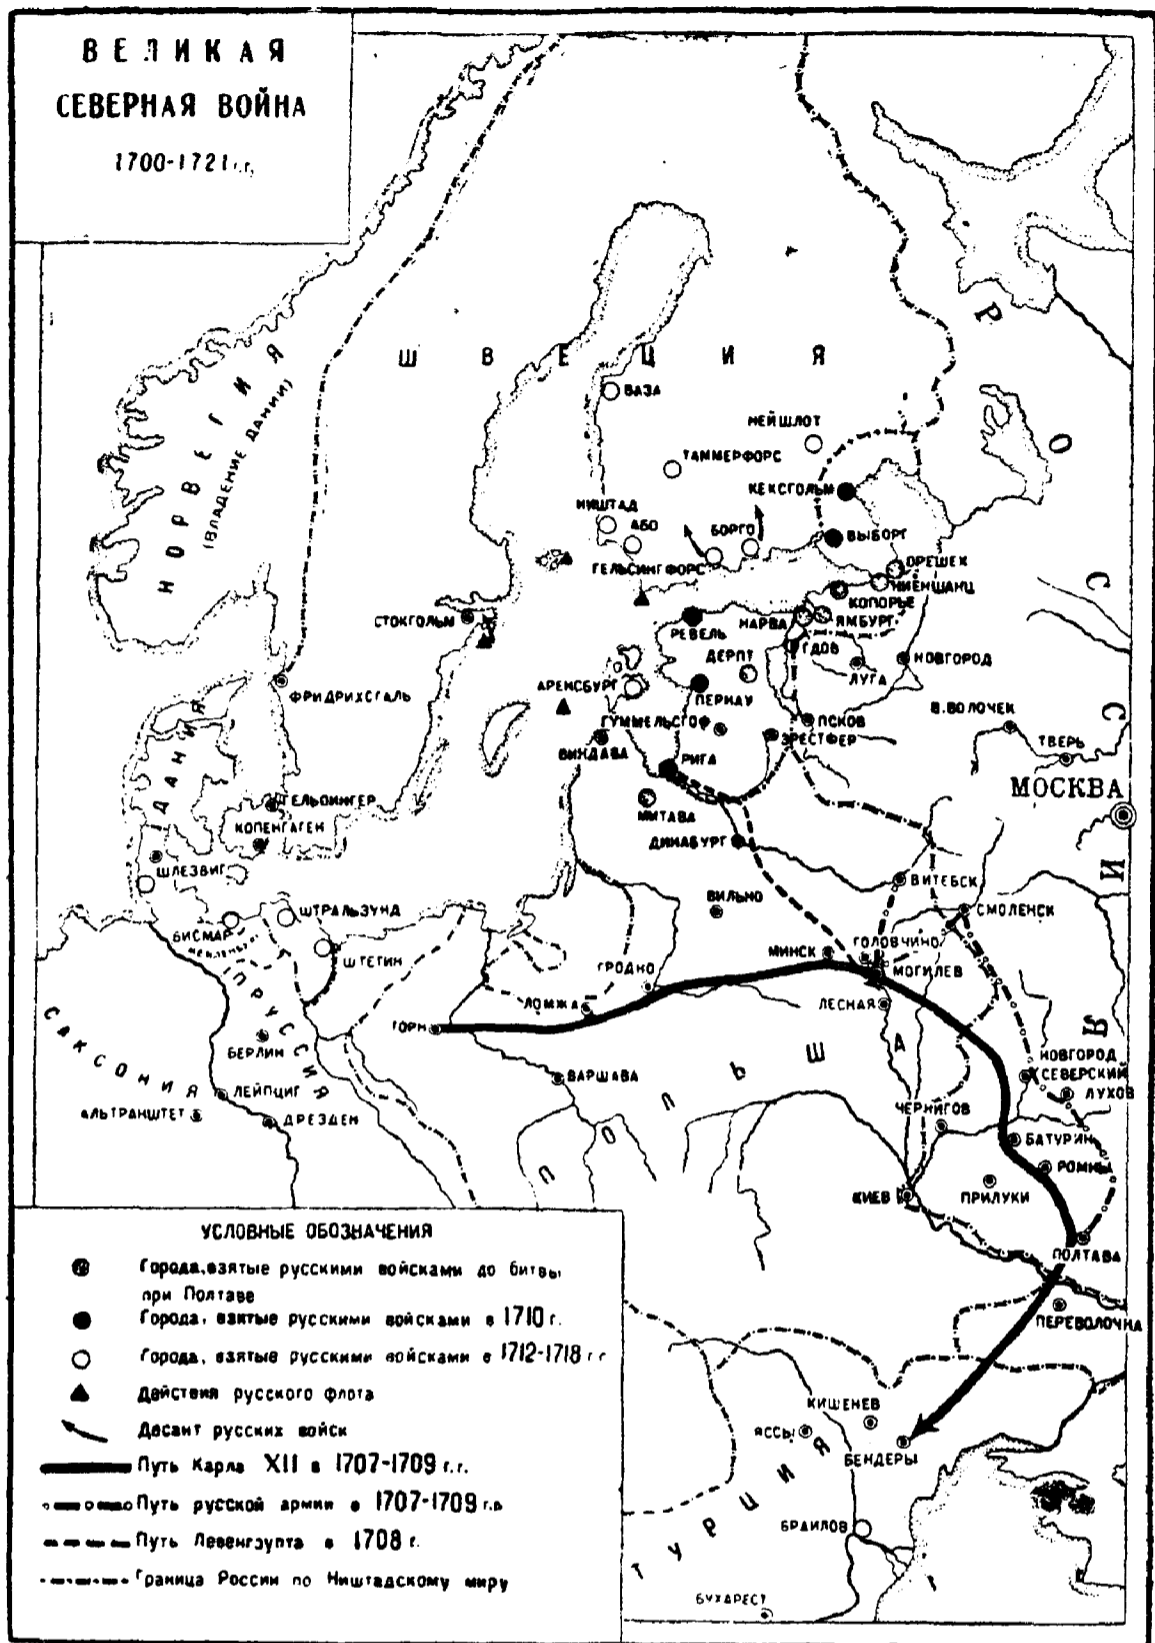 ВЕЛИКАЯ
СЕВЕРНАЯ ВОЙНА
1700-1721 г.г.
НОРВЕГИЯ
(ВЛАДЕНИЕ ДАНИИ)
ШВЕЦИЯ
РОССИЯ
ВАЗА
НЕЙШЛОТ
ТАММЕРФОРС
КЕКСГОЛЬМ
НИШТАД
АБО
БОРГО
ВЫБОРГ
ГЕЛЬСИНГФОРС
ОРЕШЕК
НИЕНШАНЦ
КОПОРЬЕ
СТОКГОЛЬМ
РЕВЕЛЬ
НАРВА
ЯМБУРГ
ГДОВ
ДЕРПТ
ЛУГА
НОВГОРОД
ФРИДРИХСГАЛЬ
АРЕНСБУРГ
ПЕРНАУ
ГУММЕЛЬСГОФ
ПСКОВ
В.ВОЛОЧЕК
ЭРЕСТФЕР
ВИНДАВА
РИГА
ТВЕРЬ
ДАНИЯ
МОСКВА
ГЕЛЬСИНГЕР
МИТАВА
КОПЕНГАГЕН
ДИНАБУРГ
ШЛЕЗВИГ
ВИТЕБСК
ВИЛЬНО
СМОЛЕНСК
ШТРАЛЬЗУНД
ВИСМАР
ШТЕТИН
МИНСК
ГОЛОВЧИНО
МОГИЛЕВ
ГРОДНО
ЛОМЖА
ЛЕСНАЯ
ТОРН
ПРУССИЯ
САКСОНИЯ
БЕРЛИН
ПОЛЬША
НОВГОРОД
СЕВЕРСКИЙ
ВАРШАВА
ЛЕЙПЦИГ
ЛУХОВ
АЛЬТРАНШТЕТ
ДРЕЗДЕН
ЧЕРНИГОВ
БАТУРИН
РОМНЫ
КИЕВ
ПРИЛУКИ
ПОЛТАВА
ПЕРЕВОЛОЧНА
КИШЕНЕВ
ЯССЫ
БЕНДЕРЫ
ТУРЦИЯ
БРАИЛОВ
БУХАРЕСТ
УСЛОВНЫЕ ОБОЗНАЧЕНИЯ
Города, взятые русскими войсками до битвы
при Полтаве
Города, взятые русскими войсками в 1710 г.
Города, взятые русскими войсками в 1712-1718 г г
Действия русского флота
Десант русских войск
Путь Карла XII в 1707-1709 г.г.
Путь русской армии в 1707-1709 г.г.
Путь Левенгаупта в 1708 г.
Граница России по Ништадскому миру